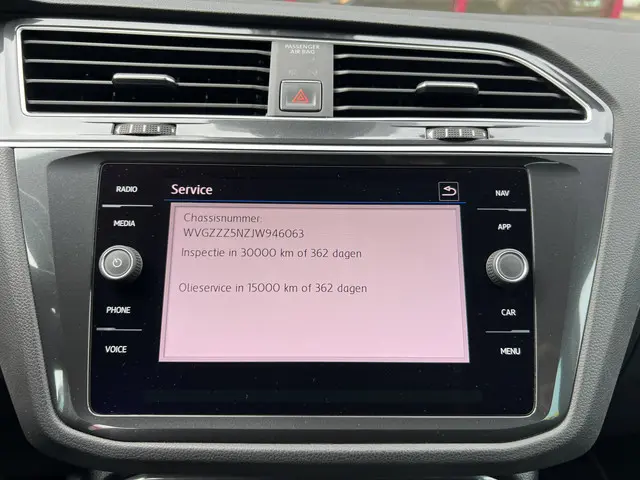 PASSENGER
AIR BAG
RADIO
Service
NAV
MEDIA
APP
Chassisnummer:
WVGZZZ5NZJW946063
Inspectie in 30000 km of 362 dagen
Olieservice in 15000 km of 362 dagen
PHONE
CAR
VOICE
MENU